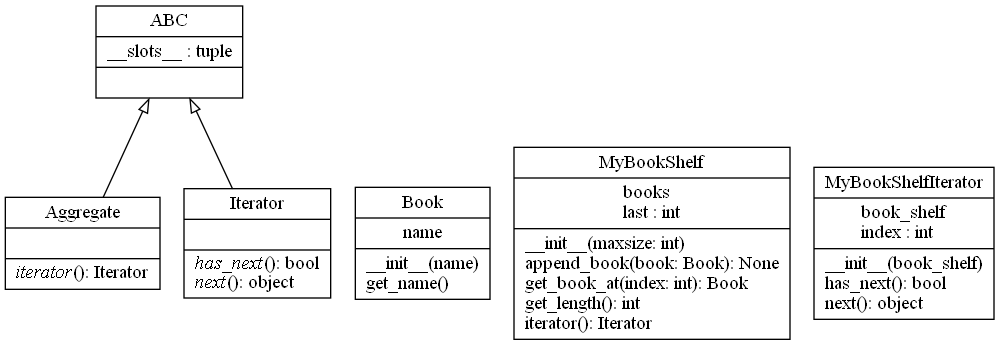 ABC
__slots__ : tuple
Aggregate
iterator(): Iterator
Iterator
has_next(): bool
next(): object
Book
name
__init__(name)
get_name()
MyBookShelf
books
last : int
__init__(maxsize: int)
append_book(book: Book): None
get_book_at(index: int): Book
get_length(): int
iterator(): Iterator
MyBookShelfIterator
book_shelf
index : int
__init__(book_shelf)
has_next(): bool
next(): object